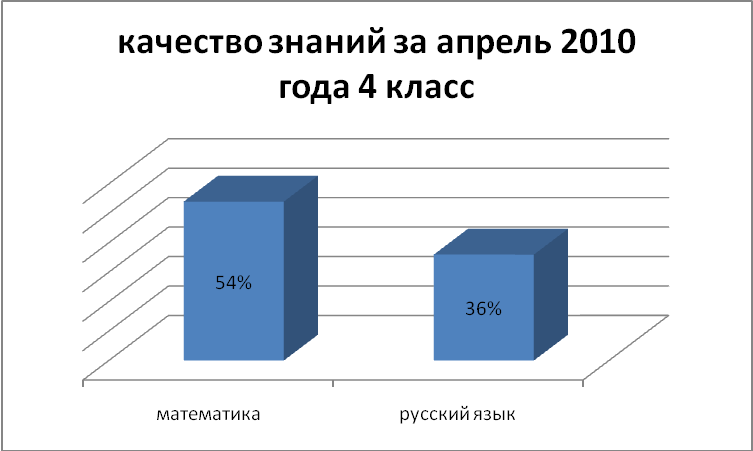 качество знаний за апрель 2010
года 4 класс
54%
36%
математика
русский язык